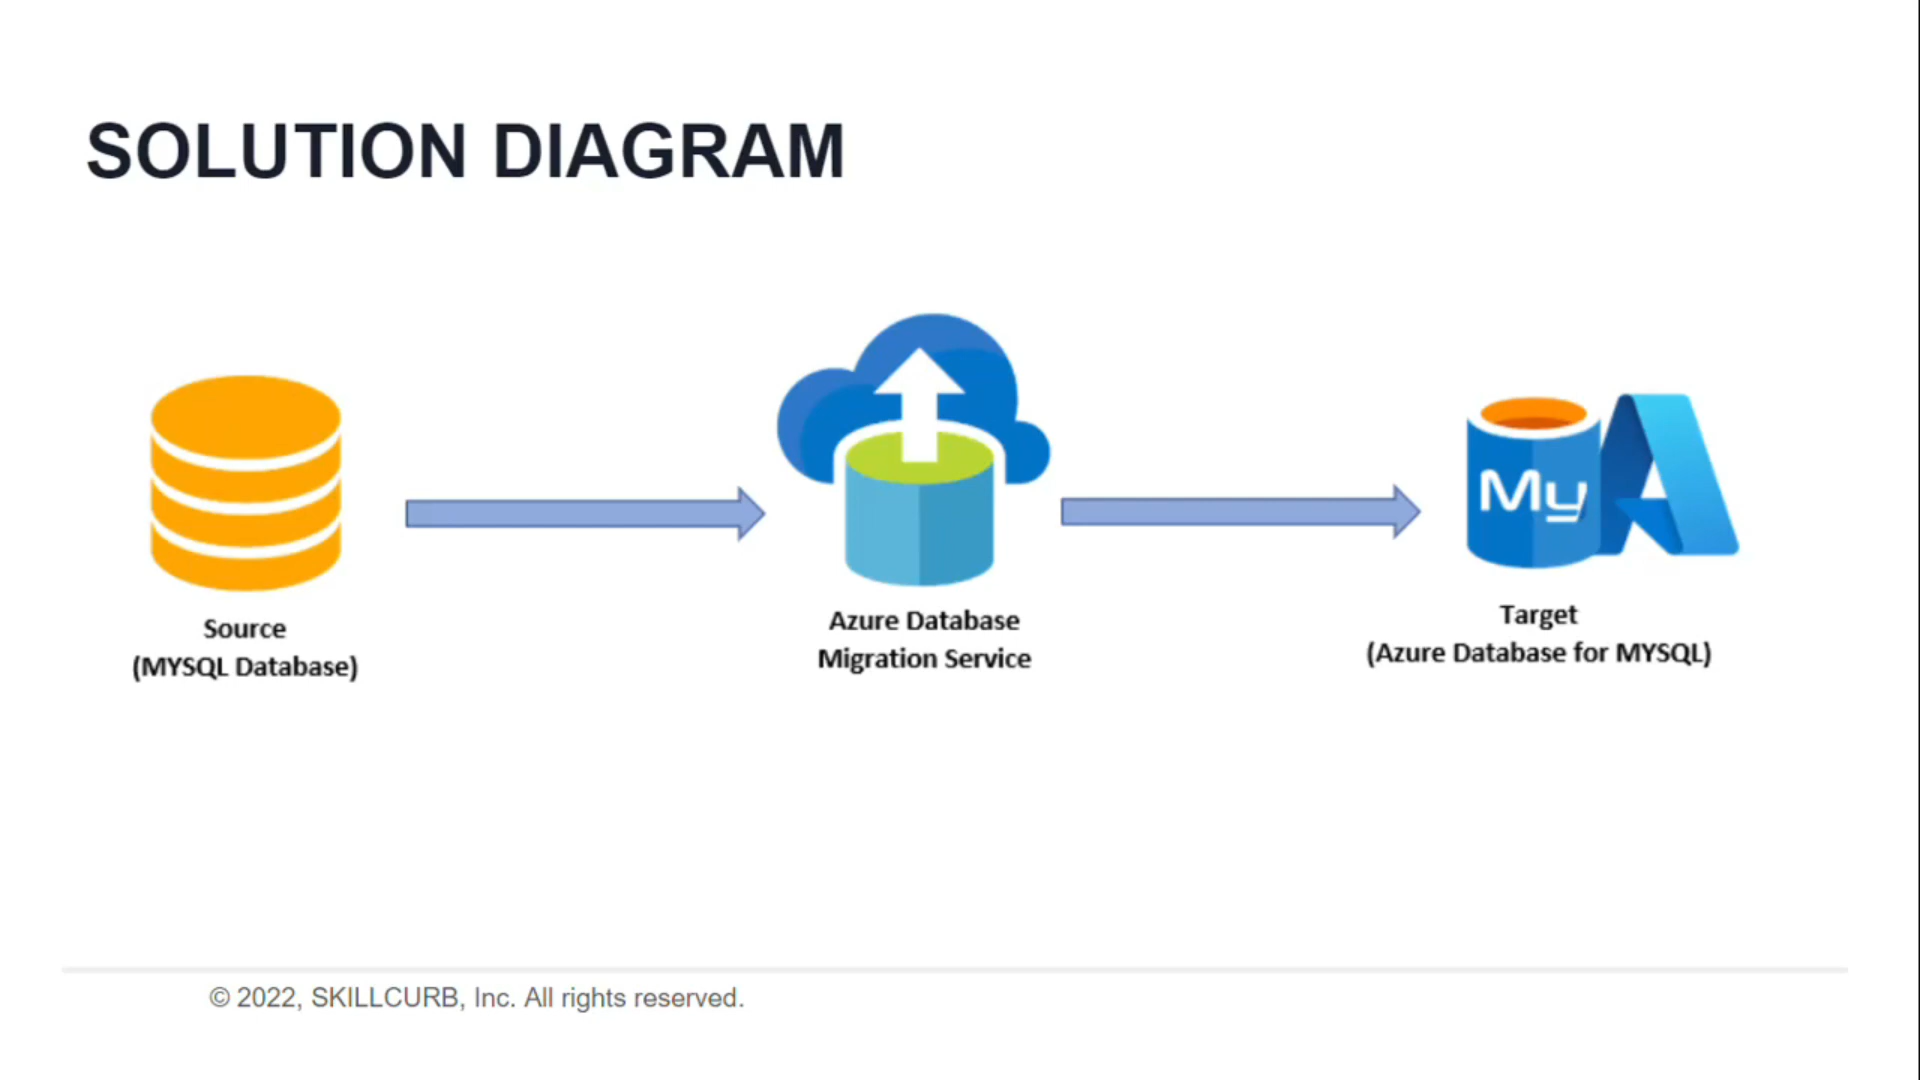 SOLUTION DIAGRAM
My
Source
(MYSQL Database)
Azure Database
Migration Service
Target
(Azure Database for MYSQL)
© 2022, SKILLCURB, Inc. All rights reserved.